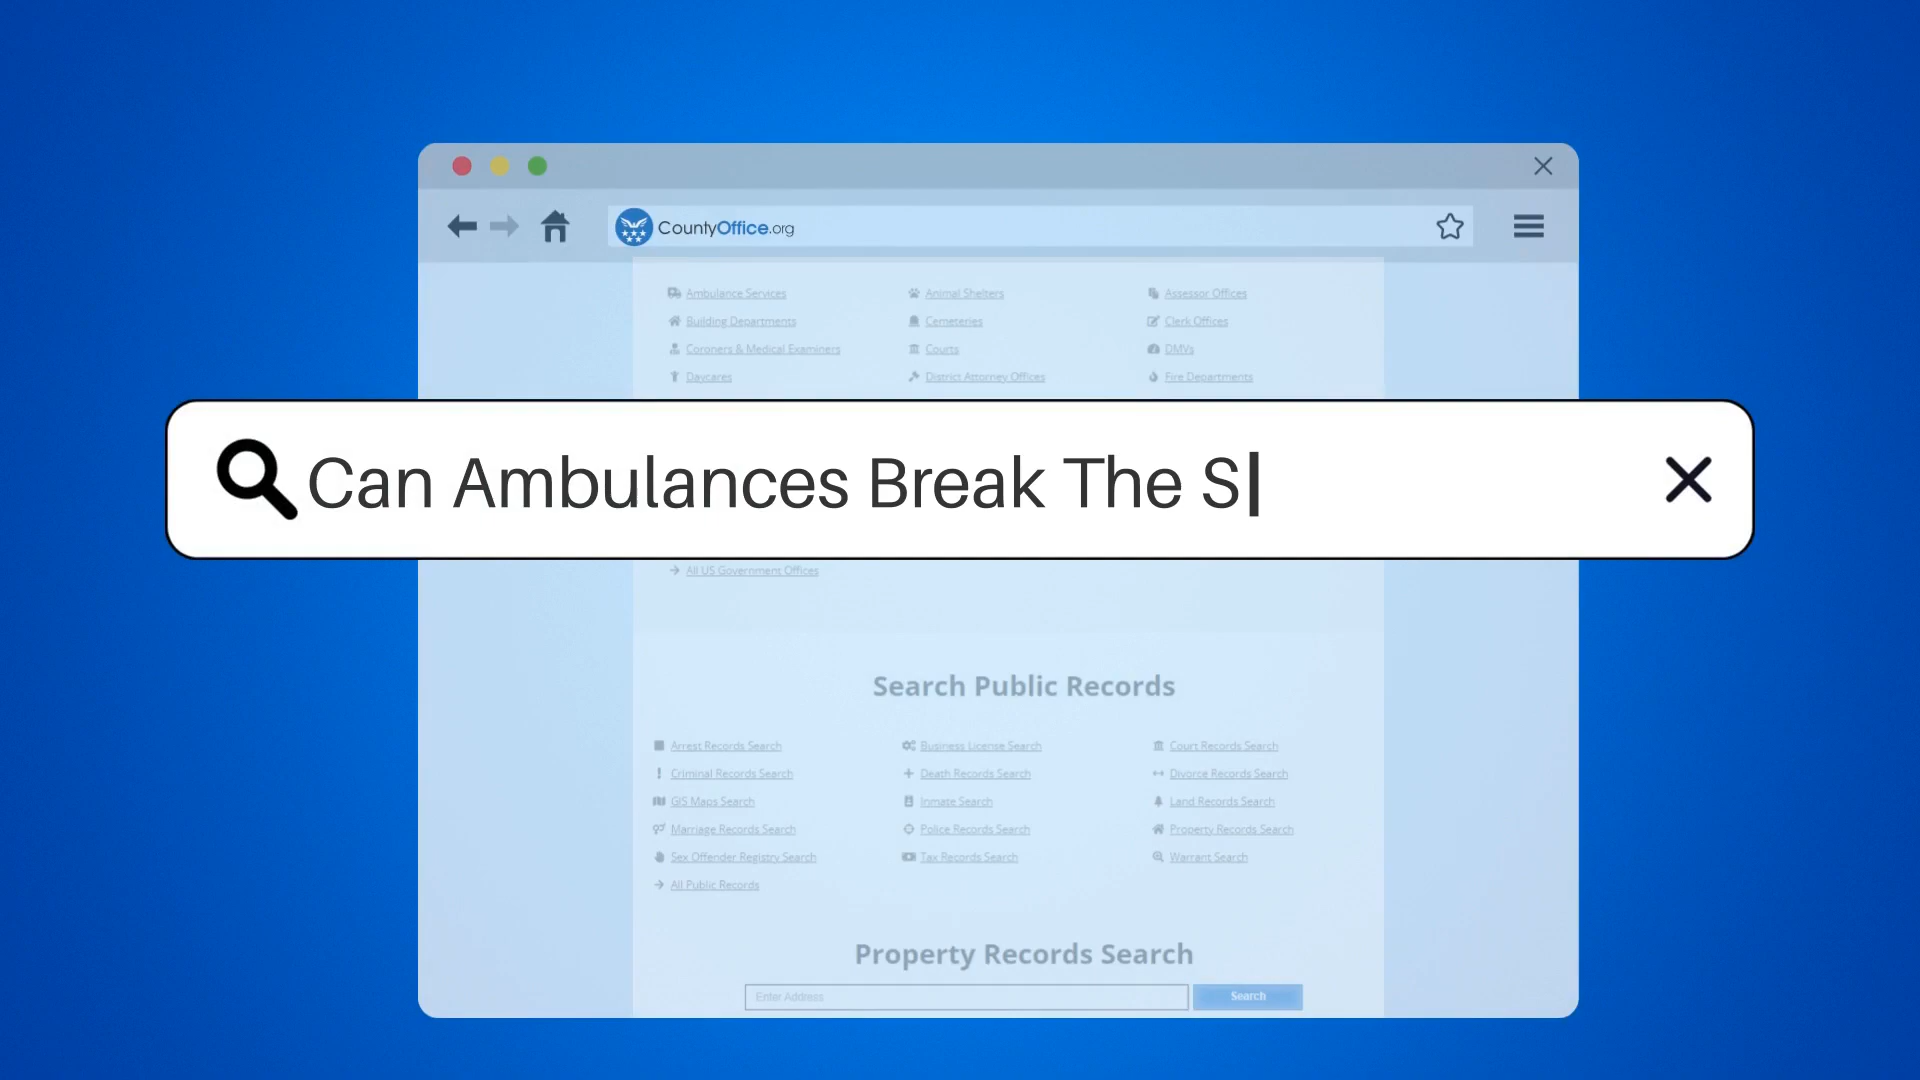 CountyOffice.org
Ambulance Services
Animal Shelters
Assessor Offices
Building Departments
Cemeteries
Clerk Offices
Coroners & Medical Examiners
Courts
DMVs
Daycares
District Attorney Offices
Fire Departments
Can Ambulances Break The S
All US Government Offices
Search Public Records
Arrest Records Search
Business License Search
Court Records Search
Criminal Records Search
Death Records Search
Divorce Records Search
GIS Maps Search
Inmate Search
Land Records Search
Marriage Records Search
Police Records Search
Property Records Search
Sex Offender Registry Search
Tax Records Search
Warrant Search
All Public Records
Property Records Search
Enter Address
Search